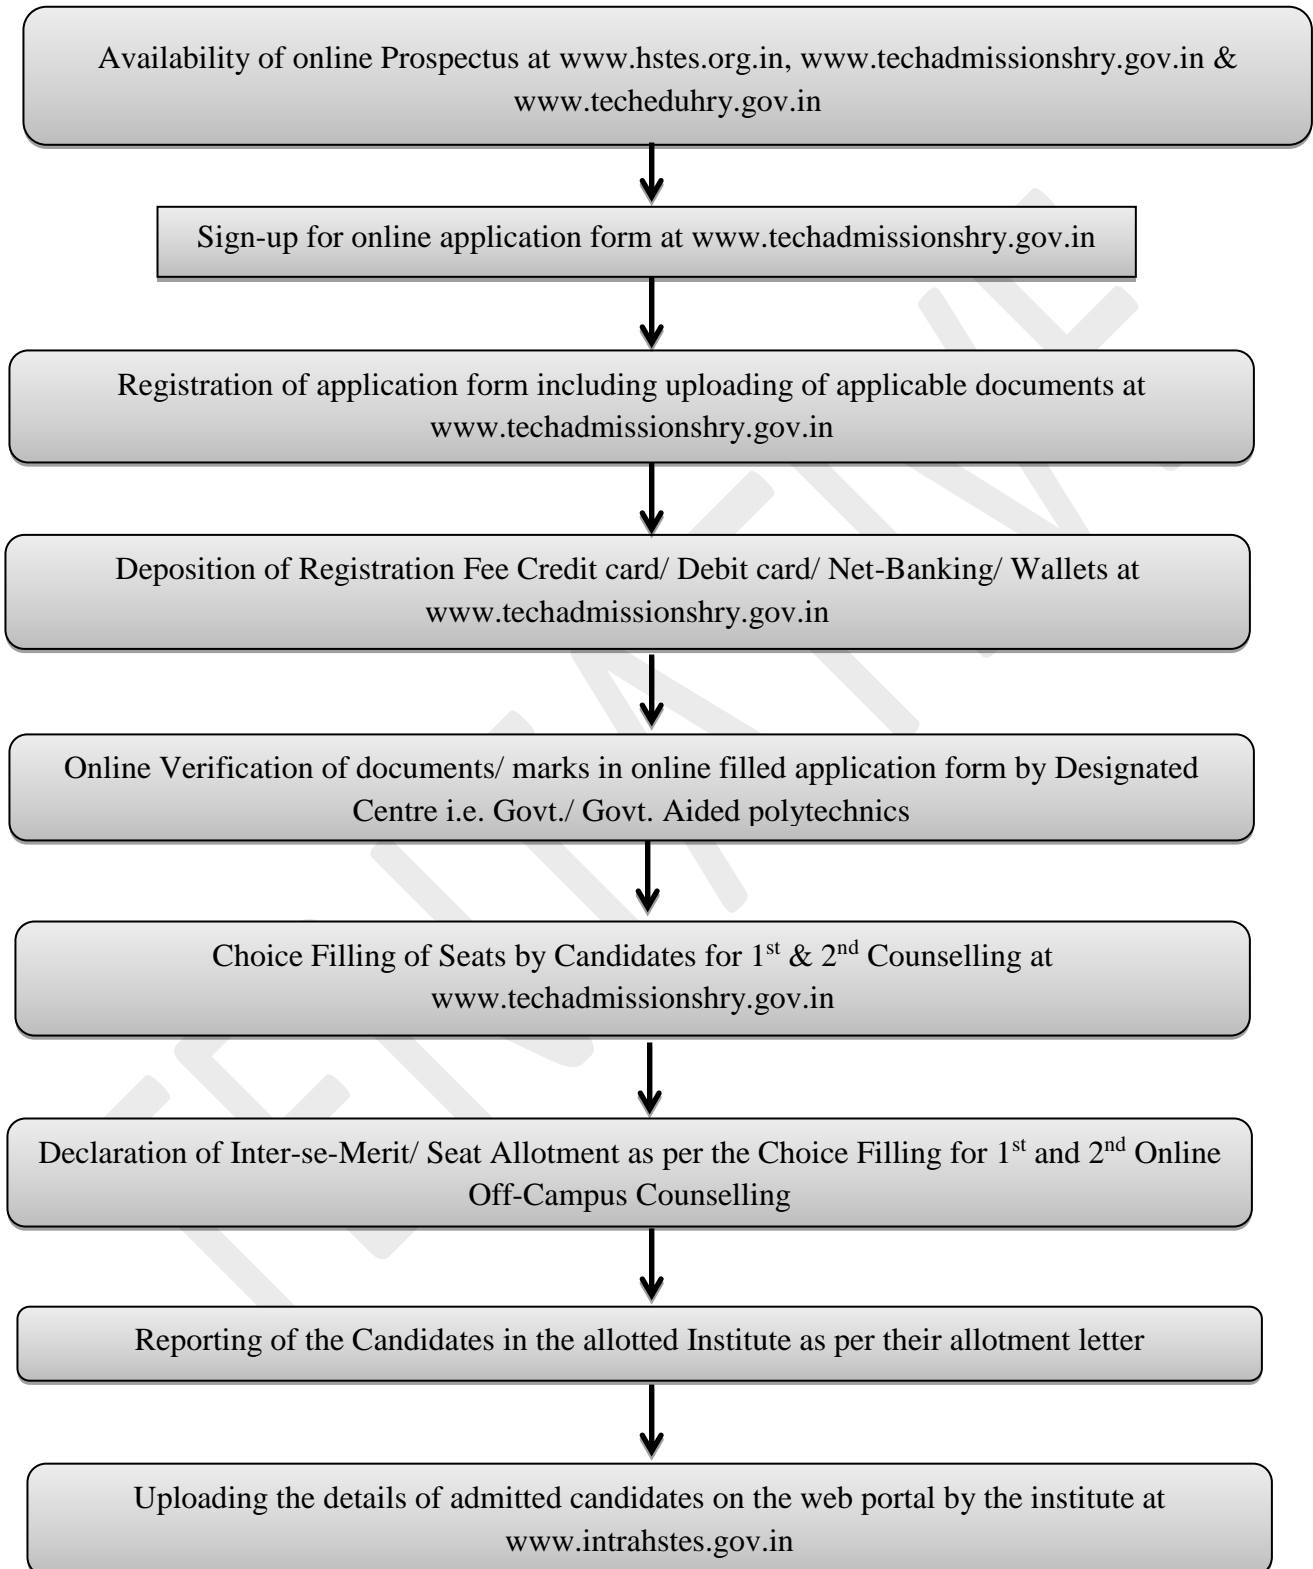 Availability of online Prospectus at www.hstes.org.in, www.techadmissionshry.gov.in &
www.techeduhry.gov.in
Sign-up for online application form at www.techadmissionshry.gov.in
Registration of application form including uploading of applicable documents at
www.techadmissionshry.gov.in
Deposition of Registration Fee Credit card/ Debit card/ Net-Banking/ Wallets at
www.techadmissionshry.gov.in
Online Verification of documents/ marks in online filled application form by Designated
Centre i.e. Govt./ Govt. Aided polytechnics
Choice Filling of Seats by Candidates for 1st & 2nd Counselling at
www.techadmissionshry.gov.in
Declaration of Inter-se-Merit/ Seat Allotment as per the Choice Filling for 1st and 2nd Online
Off-Campus Counselling
Reporting of the Candidates in the allotted Institute as per their allotment letter
Uploading the details of admitted candidates on the web portal by the institute at
www.intrahstes.gov.in
TENTATIVE